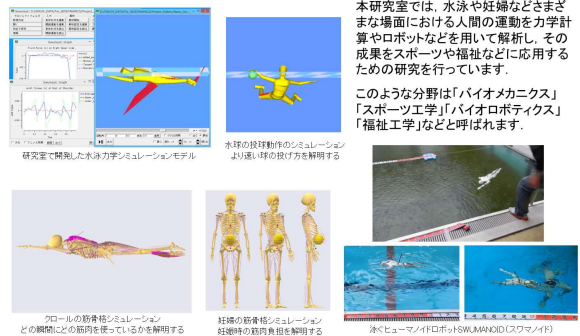 本研究室では，水泳や妊婦などさまざ
まな場面における人間の運動を力学計
算やロボットなどを用いて解析し，その
成果をスポーツや福祉などに応用する
ための研究を行っています．
このような分野は「バイオメカニクス」
「スポーツ工学」「バイオロボティクス」
「福祉工学」などと呼ばれます．
研究室で開発した水泳力学シミュレーションモデル
水球の投球動作のシミュレーション
より速い球の投げ方を解明する
クロールの筋骨格シミュレーション
どの瞬間にどの筋肉を使っているかを解明する
妊婦の筋骨格シミュレーション
妊娠時の筋肉負担を解明する
泳ぐヒューマノイドロボットSWUMANOID（スワマノイド）